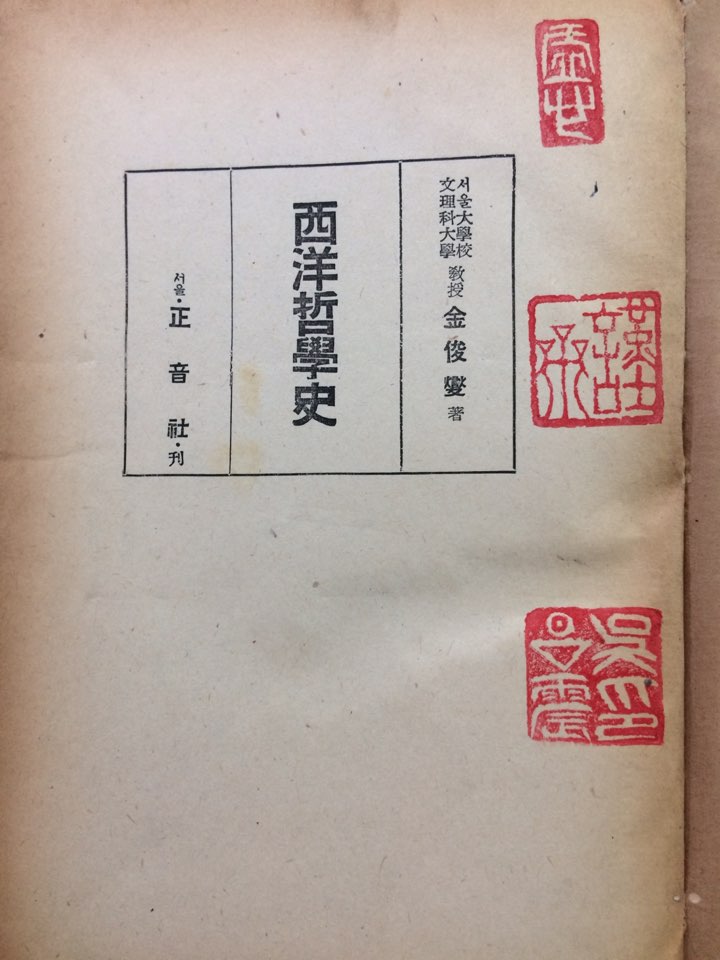 서울大學校
文理科大學
敎授 金俊燮 著
西洋哲學史
서울·正音社·刊